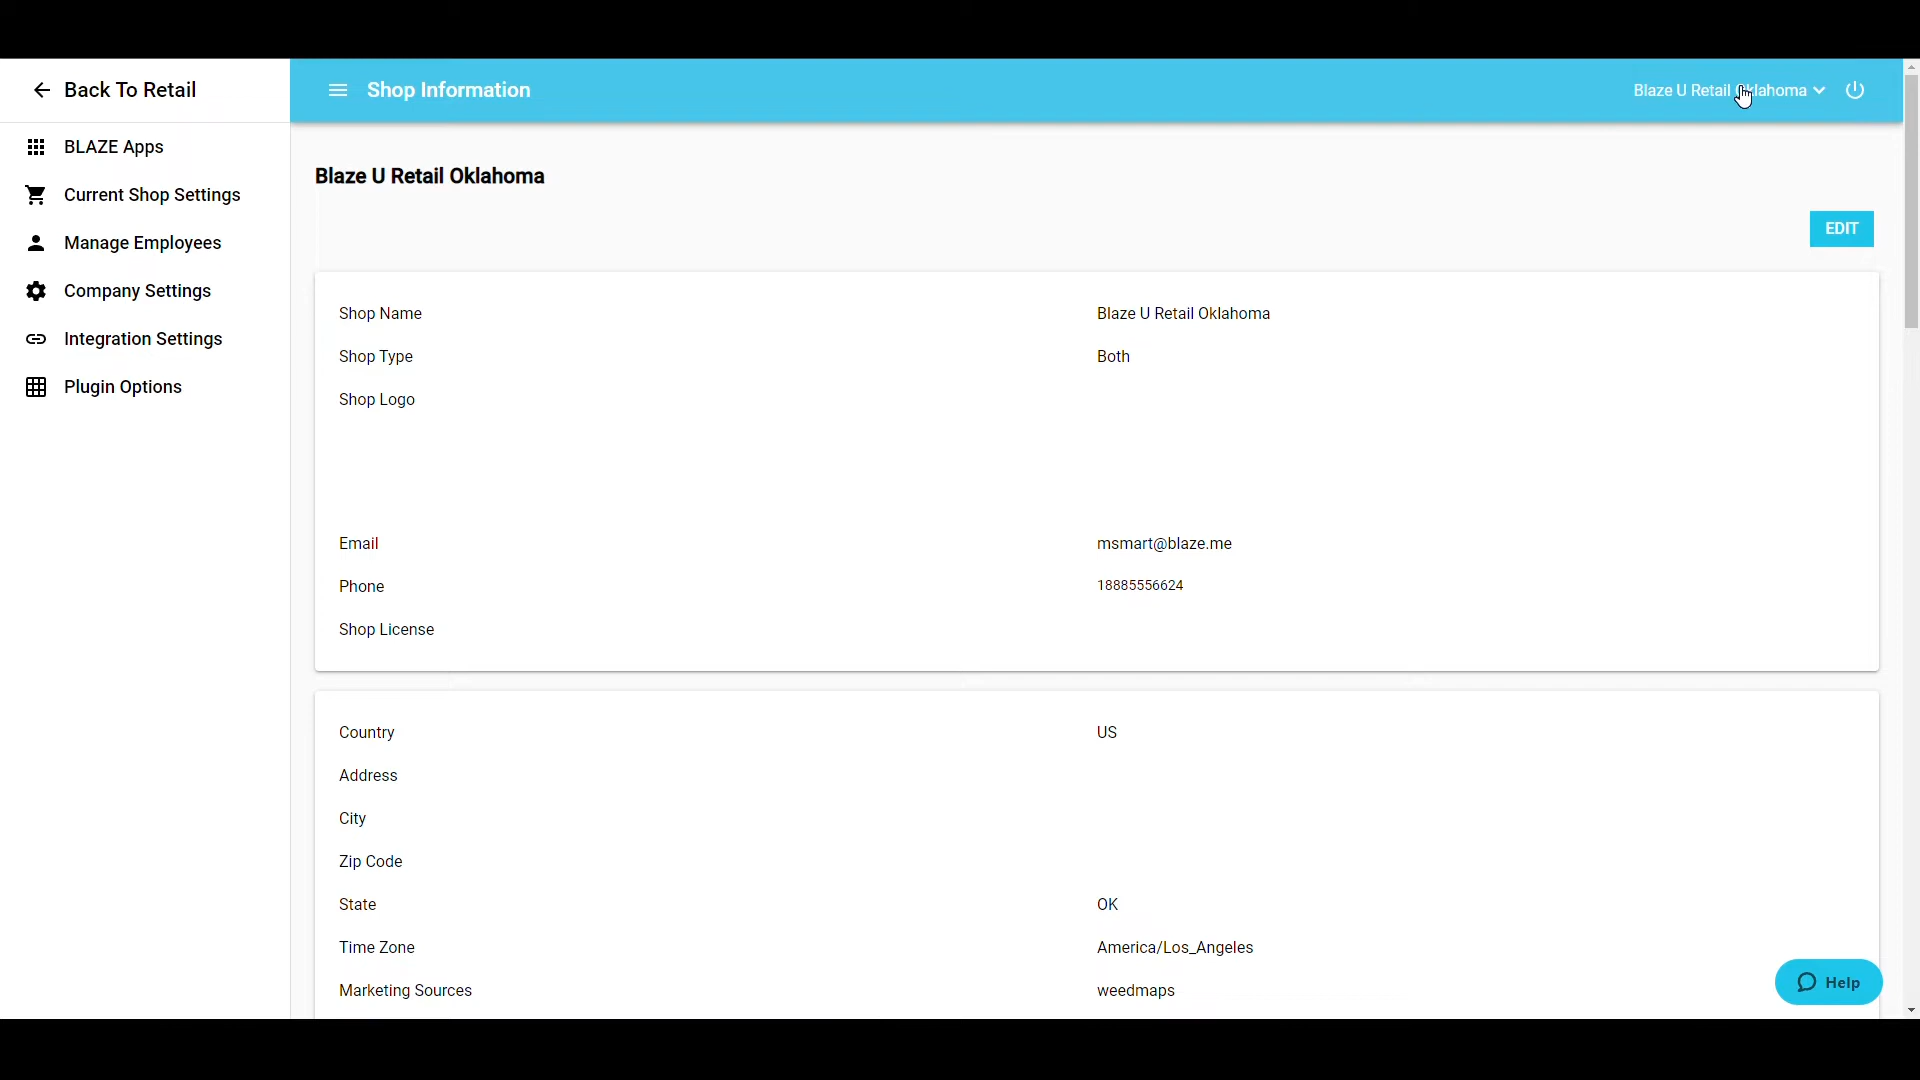 Back To Retail
Shop Information
Blaze U Retail Oklahoma
BLAZE Apps
Current Shop Settings
Manage Employees
Company Settings
Integration Settings
Plugin Options
Blaze U Retail Oklahoma
EDIT
Shop Name Blaze U Retail Oklahoma
Shop Type Both
Shop Logo
Email msmart@blaze.me
Phone 18885556624
Shop License
Country US
Address
City
Zip Code
State OK
Time Zone America/Los_Angeles
Marketing Sources weedmaps
Help